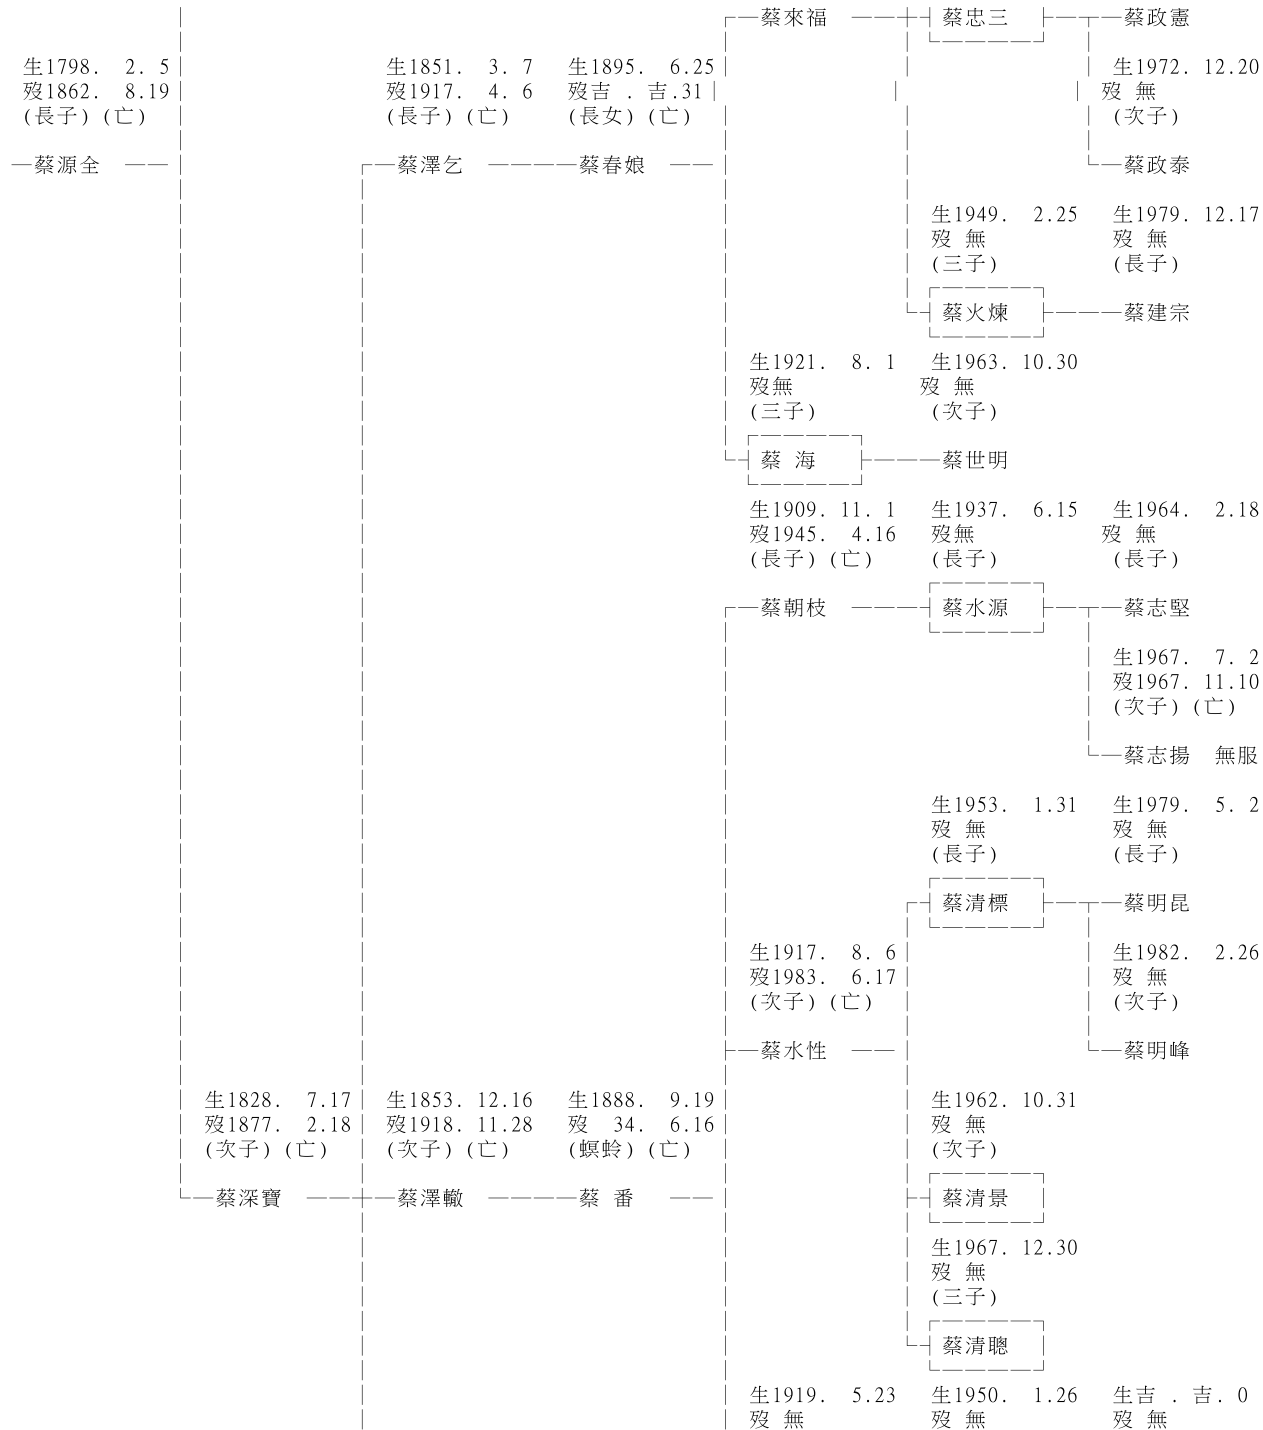 蔡來福 蔡忠三 蔡政憲
生1798. 2. 5 生1851. 3. 7 生1895. 6.25 生1972. 12.20
歿1862. 8.19 歿1917. 4. 6 歿吉 . 吉.31 歿 無
(長子) (亡) (長子) (亡) (長女) (亡) (次子)
蔡源全 蔡澤乞 蔡春娘 蔡政泰
生1949. 2.25 生1979. 12.17
歿 無 歿 無
(三子) (長子)
蔡火煉 蔡建宗
生1921. 8. 1 生1963. 10.30
歿無 歿 無
(三子) (次子)
蔡 海 蔡世明
生1909. 11. 1 生1937. 6.15 生1964. 2.18
歿1945. 4.16 歿無 歿 無
(長子) (亡) (長子) (長子)
蔡朝枝 蔡水源 蔡志堅
生1967. 7. 2
歿1967. 11.10
(次子) (亡)
蔡志揚 無服
生1953. 1.31 生1979. 5. 2
歿 無 歿 無
(長子) (長子)
蔡清標 蔡明昆
生1917. 8. 6 生1982. 2.26
歿1983. 6.17 歿 無
(次子) (亡) (次子)
蔡水性 蔡明峰
生1828. 7.17 生1853. 12.16 生1888. 9.19 生1962. 10.31
歿1877. 2.18 歿1918. 11.28 歿 34. 6.16 歿 無
(次子) (亡) (次子) (亡) (螟蛉) (亡) (次子)
蔡深寶 蔡澤轍 蔡 番 蔡清景
生1967. 12.30
歿 無
(三子)
蔡清聰
生1919. 5.23 生1950. 1.26 生吉 . 吉. 0
歿 無 歿 無 歿 無